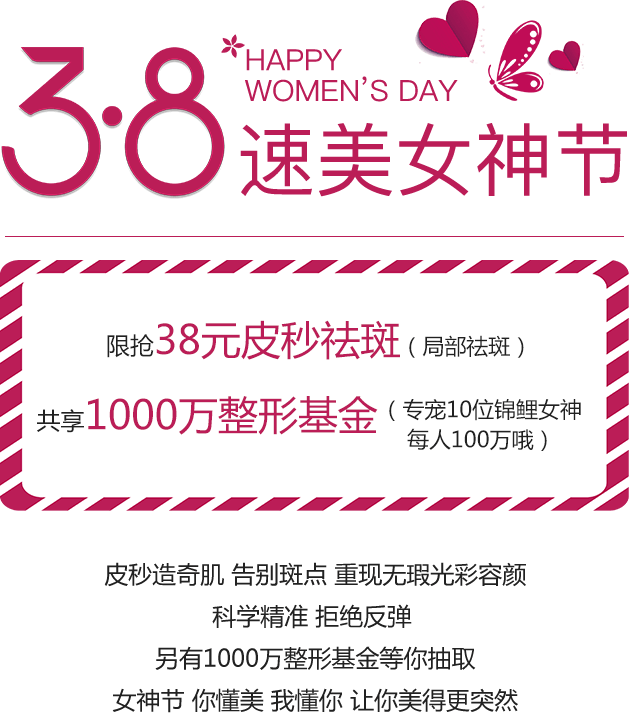 3·8
HAPPY
WOMEN'S DAY
速美女神节
限抢38元皮秒祛斑（局部祛斑）
共享1000万整形基金（专宠10位锦鲤女神
每人100万哦）
皮秒造奇肌 告别斑点 重现无瑕光彩容颜
科学精准 拒绝反弹
另有1000万整形基金等你抽取
女神节 你懂美 我懂你 让你美得更突然